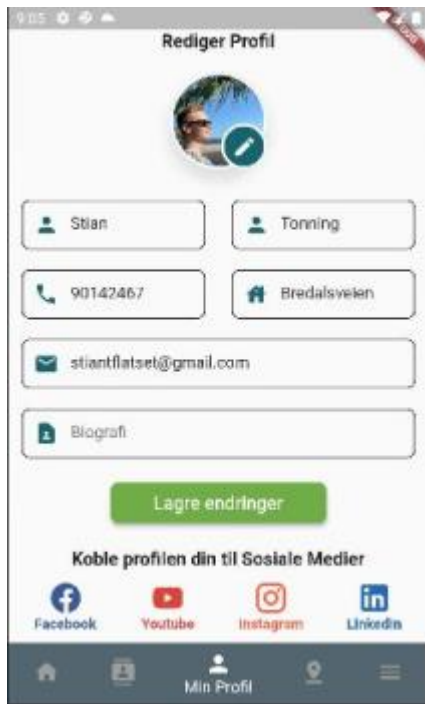 9:05
Rediger Profil
Stian Tonning
90142467 Bredalsveien
stiantflatset@gmail.com
Biografi
Lagre endringer
Koble profilen din til Sosiale Medier
Facebook Youtube Instagram LinkedIn
Min Profil